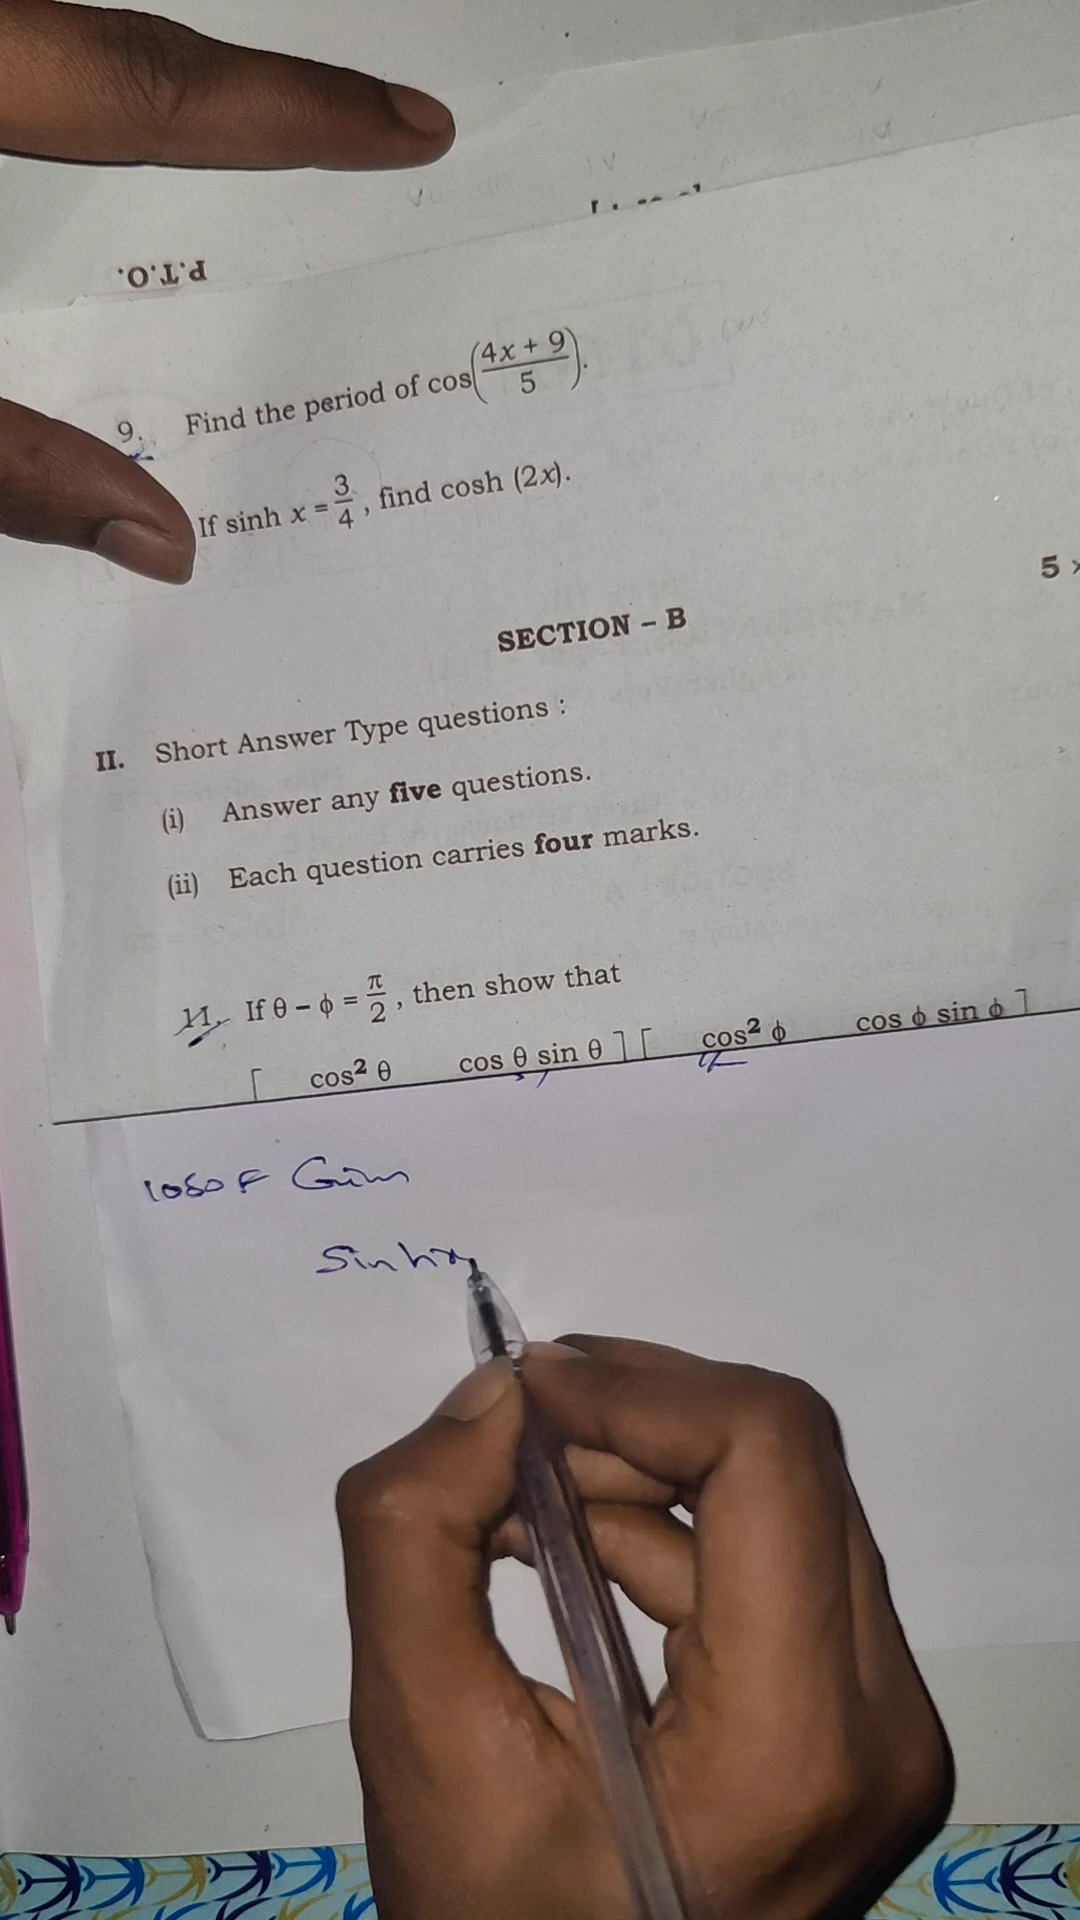 P.T.O.
9. Find the period of cos((4x + 9)/5).
If sinh x = 3/4, find cosh (2x).
5
SECTION – B
II. Short Answer Type questions :
(i) Answer any five questions.
(ii) Each question carries four marks.
11. If θ – ϕ = π/2, then show that
[ cos² θ cos θ sin θ ] [ cos² ϕ cos ϕ sin ϕ ]
Sin hx